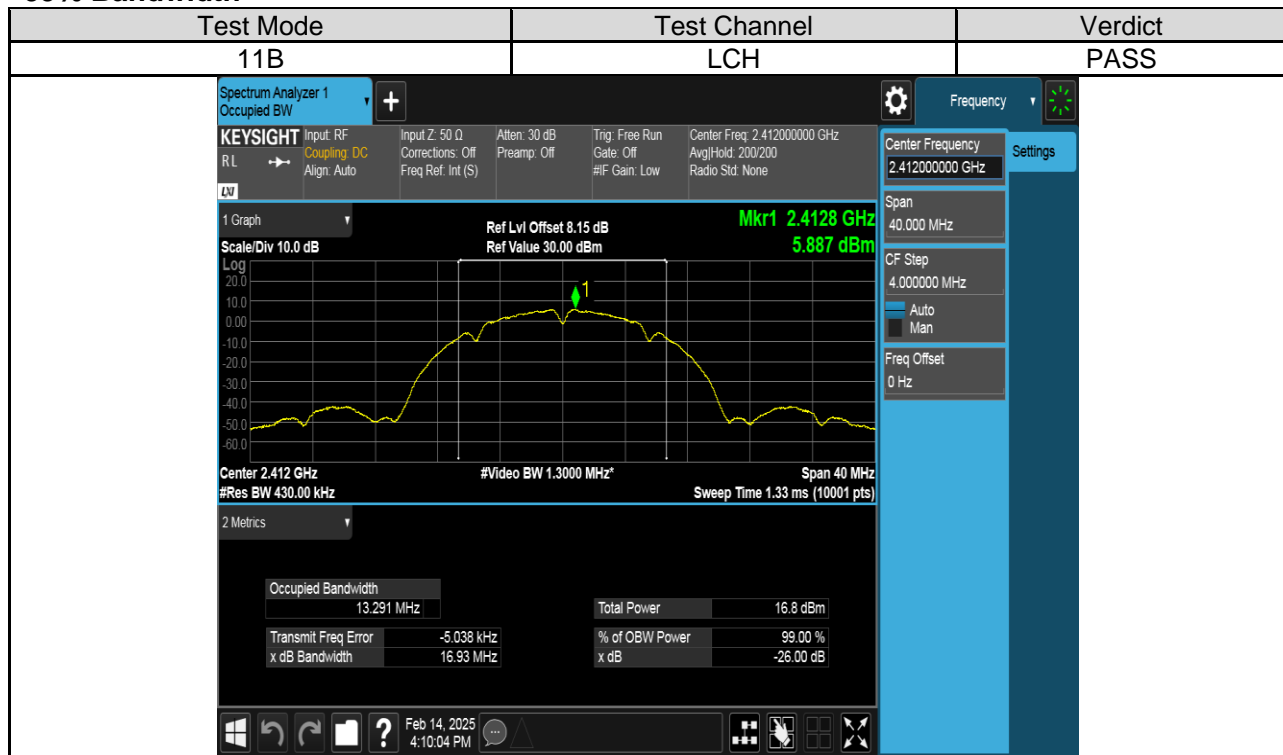 99% Bandwidth
Test Mode Test Channel Verdict
11B LCH PASS
Spectrum Analyzer 1
Occupied BW
Frequency
KEYSIGHT
RL
LXI
Input: RF
Coupling: DC
Align: Auto
Input Z: 50 Ω
Corrections: Off
Freq Ref: Int (S)
Atten: 30 dB
Preamp: Off
Trig: Free Run
Gate: Off
#IF Gain: Low
Center Freq: 2.412000000 GHz
Avg|Hold: 200/200
Radio Std: None
Center Frequency
2.412000000 GHz
Settings
Span
40.000 MHz
CF Step
4.000000 MHz
Auto
Man
Freq Offset
0 Hz
1 Graph
Scale/Div 10.0 dB
Ref Lvl Offset 8.15 dB
Ref Value 30.00 dBm
Mkr1 2.4128 GHz
5.887 dBm
Log
20.0
10.0
0.00
-10.0
-20.0
-30.0
-40.0
-50.0
-60.0
1
Center 2.412 GHz
#Res BW 430.00 kHz
#Video BW 1.3000 MHz*
Span 40 MHz
Sweep Time 1.33 ms (10001 pts)
2 Metrics
Occupied Bandwidth
13.291 MHz
Total Power 16.8 dBm
Transmit Freq Error -5.038 kHz
% of OBW Power 99.00 %
x dB Bandwidth 16.93 MHz
x dB -26.00 dB
?
Feb 14, 2025
4:10:04 PM